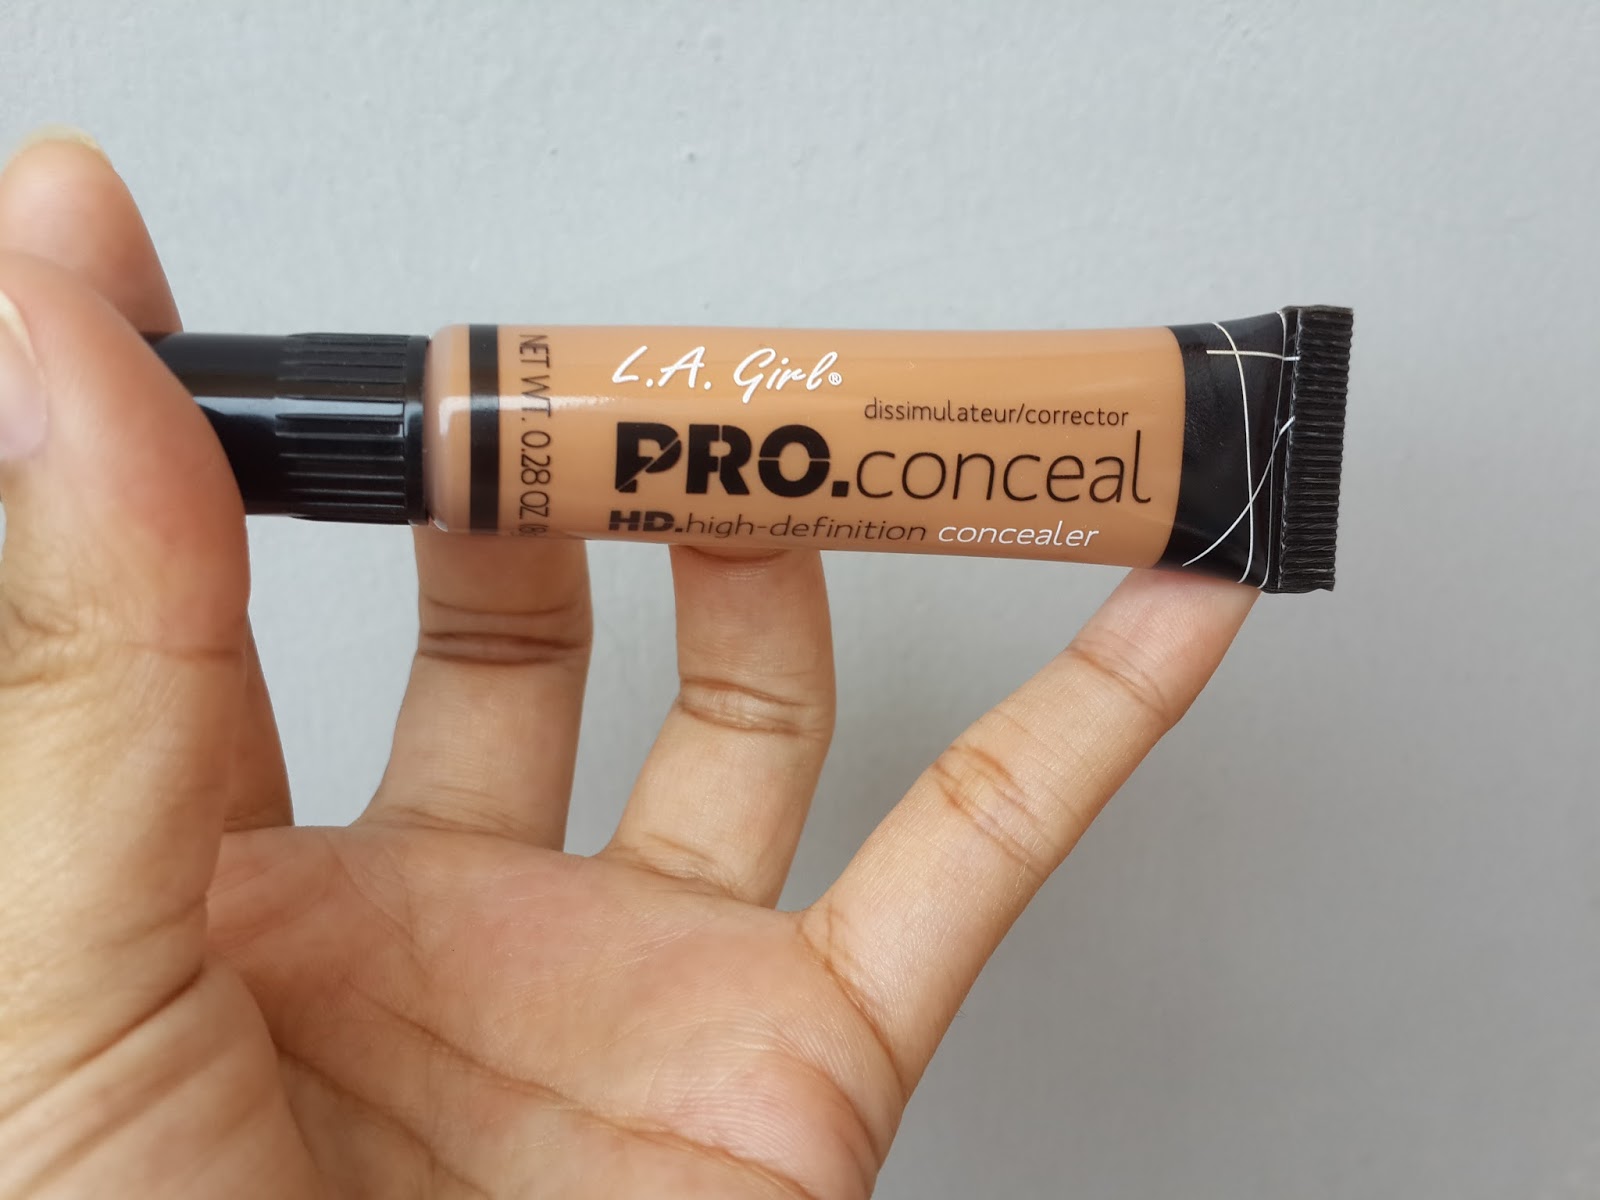 L.A. Girl®
dissimulateur/corrector
PRO.conceal
HD.high-definition concealer
NET WT. 0.28 OZ